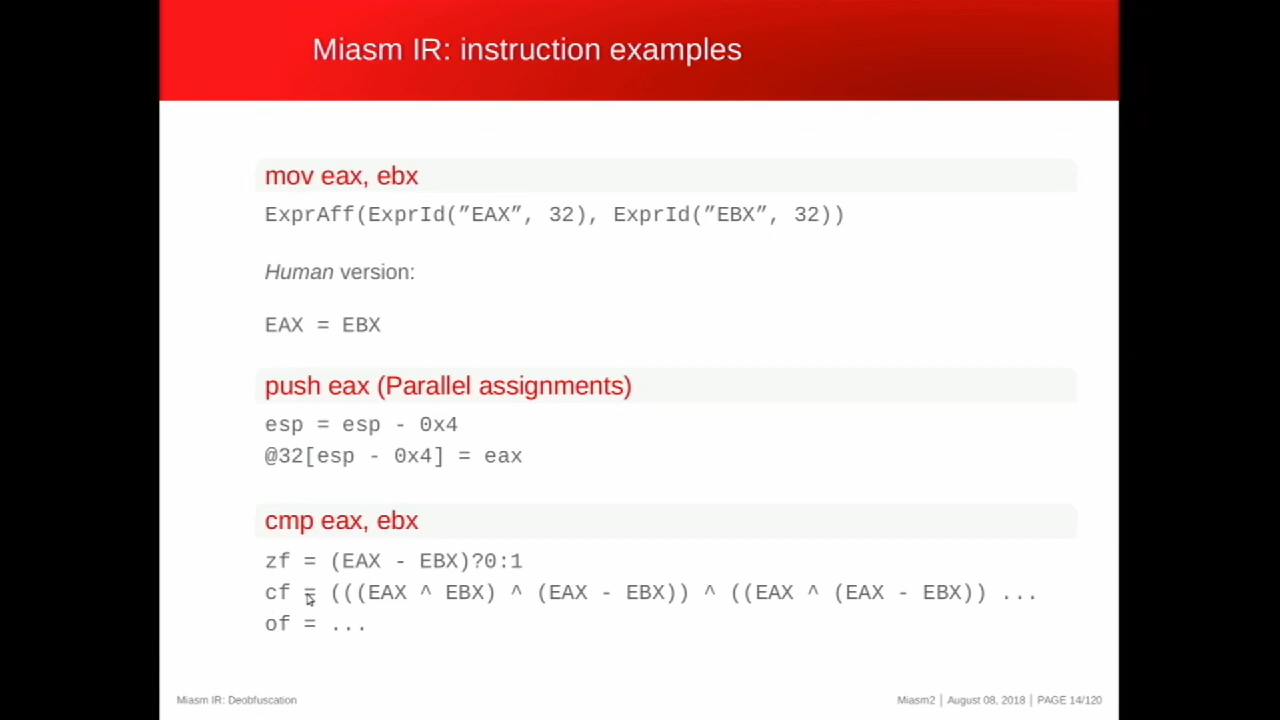 Miasm IR: instruction examples
mov eax, ebx
ExprAff(ExprId(”EAX”, 32), ExprId(”EBX”, 32))
Human version:
EAX = EBX
push eax (Parallel assignments)
esp = esp - 0x4
@32[esp - 0x4] = eax
cmp eax, ebx
zf = (EAX - EBX)?0:1
cf = (((EAX ^ EBX) ^ (EAX - EBX)) ^ ((EAX ^ (EAX - EBX)) ...
of = ...
Miasm IR: Deobfuscation
Miasm2 | August 08, 2018 | PAGE 14/120